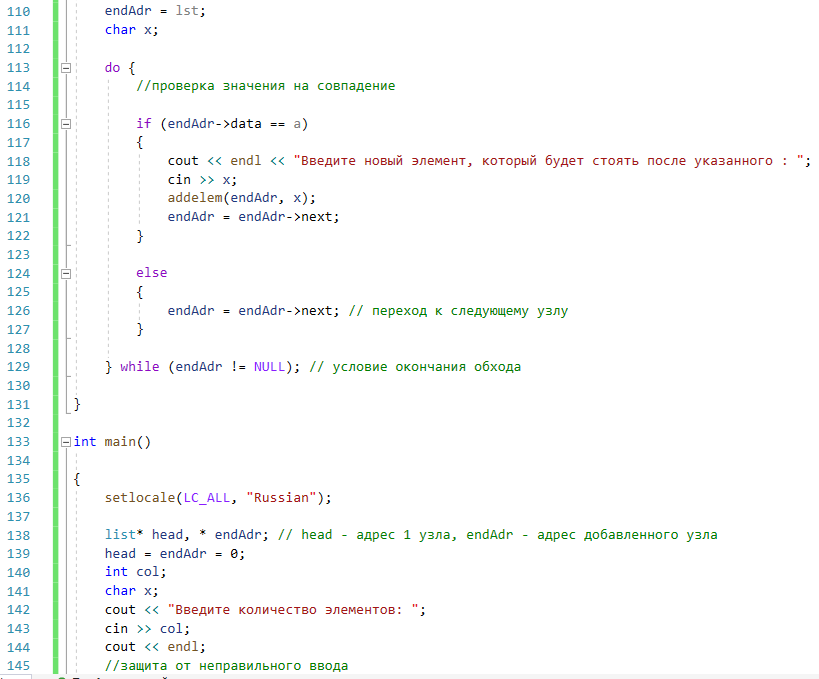 110 endAdr = lst;
111 char x;
112
113 do {
114 //проверка значения на совпадение
115
116 if (endAdr->data == a)
117 {
118 cout << endl << "Введите новый элемент, который будет стоять после указанного : ";
119 cin >> x;
120 addelem(endAdr, x);
121 endAdr = endAdr->next;
122 }
123
124 else
125 {
126 endAdr = endAdr->next; // переход к следующему узлу
127 }
128
129 } while (endAdr != NULL); // условие окончания обхода
130
131 }
132
133 int main()
134
135 {
136 setlocale(LC_ALL, "Russian");
137
138 list* head, * endAdr; // head - адрес 1 узла, endAdr - адрес добавленного узла
139 head = endAdr = 0;
140 int col;
141 char x;
142 cout << "Введите количество элементов: ";
143 cin >> col;
144 cout << endl;
145 //защита от неправильного ввода